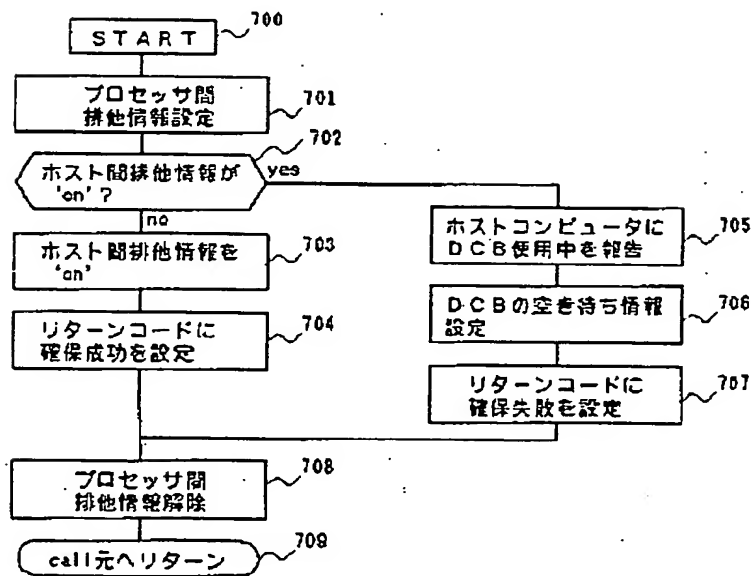 START
700
プロセッサ間
排他情報設定
701
702
ホスト間排他情報が
'on'?
yes
no
ホスト間排他情報を
'on'
703
リターンコードに
確保成功を設定
704
ホストコンピュータに
DCB使用中を報告
705
DCBの空き待ち情報
設定
706
リターンコードに
確保失敗を設定
707
プロセッサ間
排他情報解除
708
call元へリターン
709